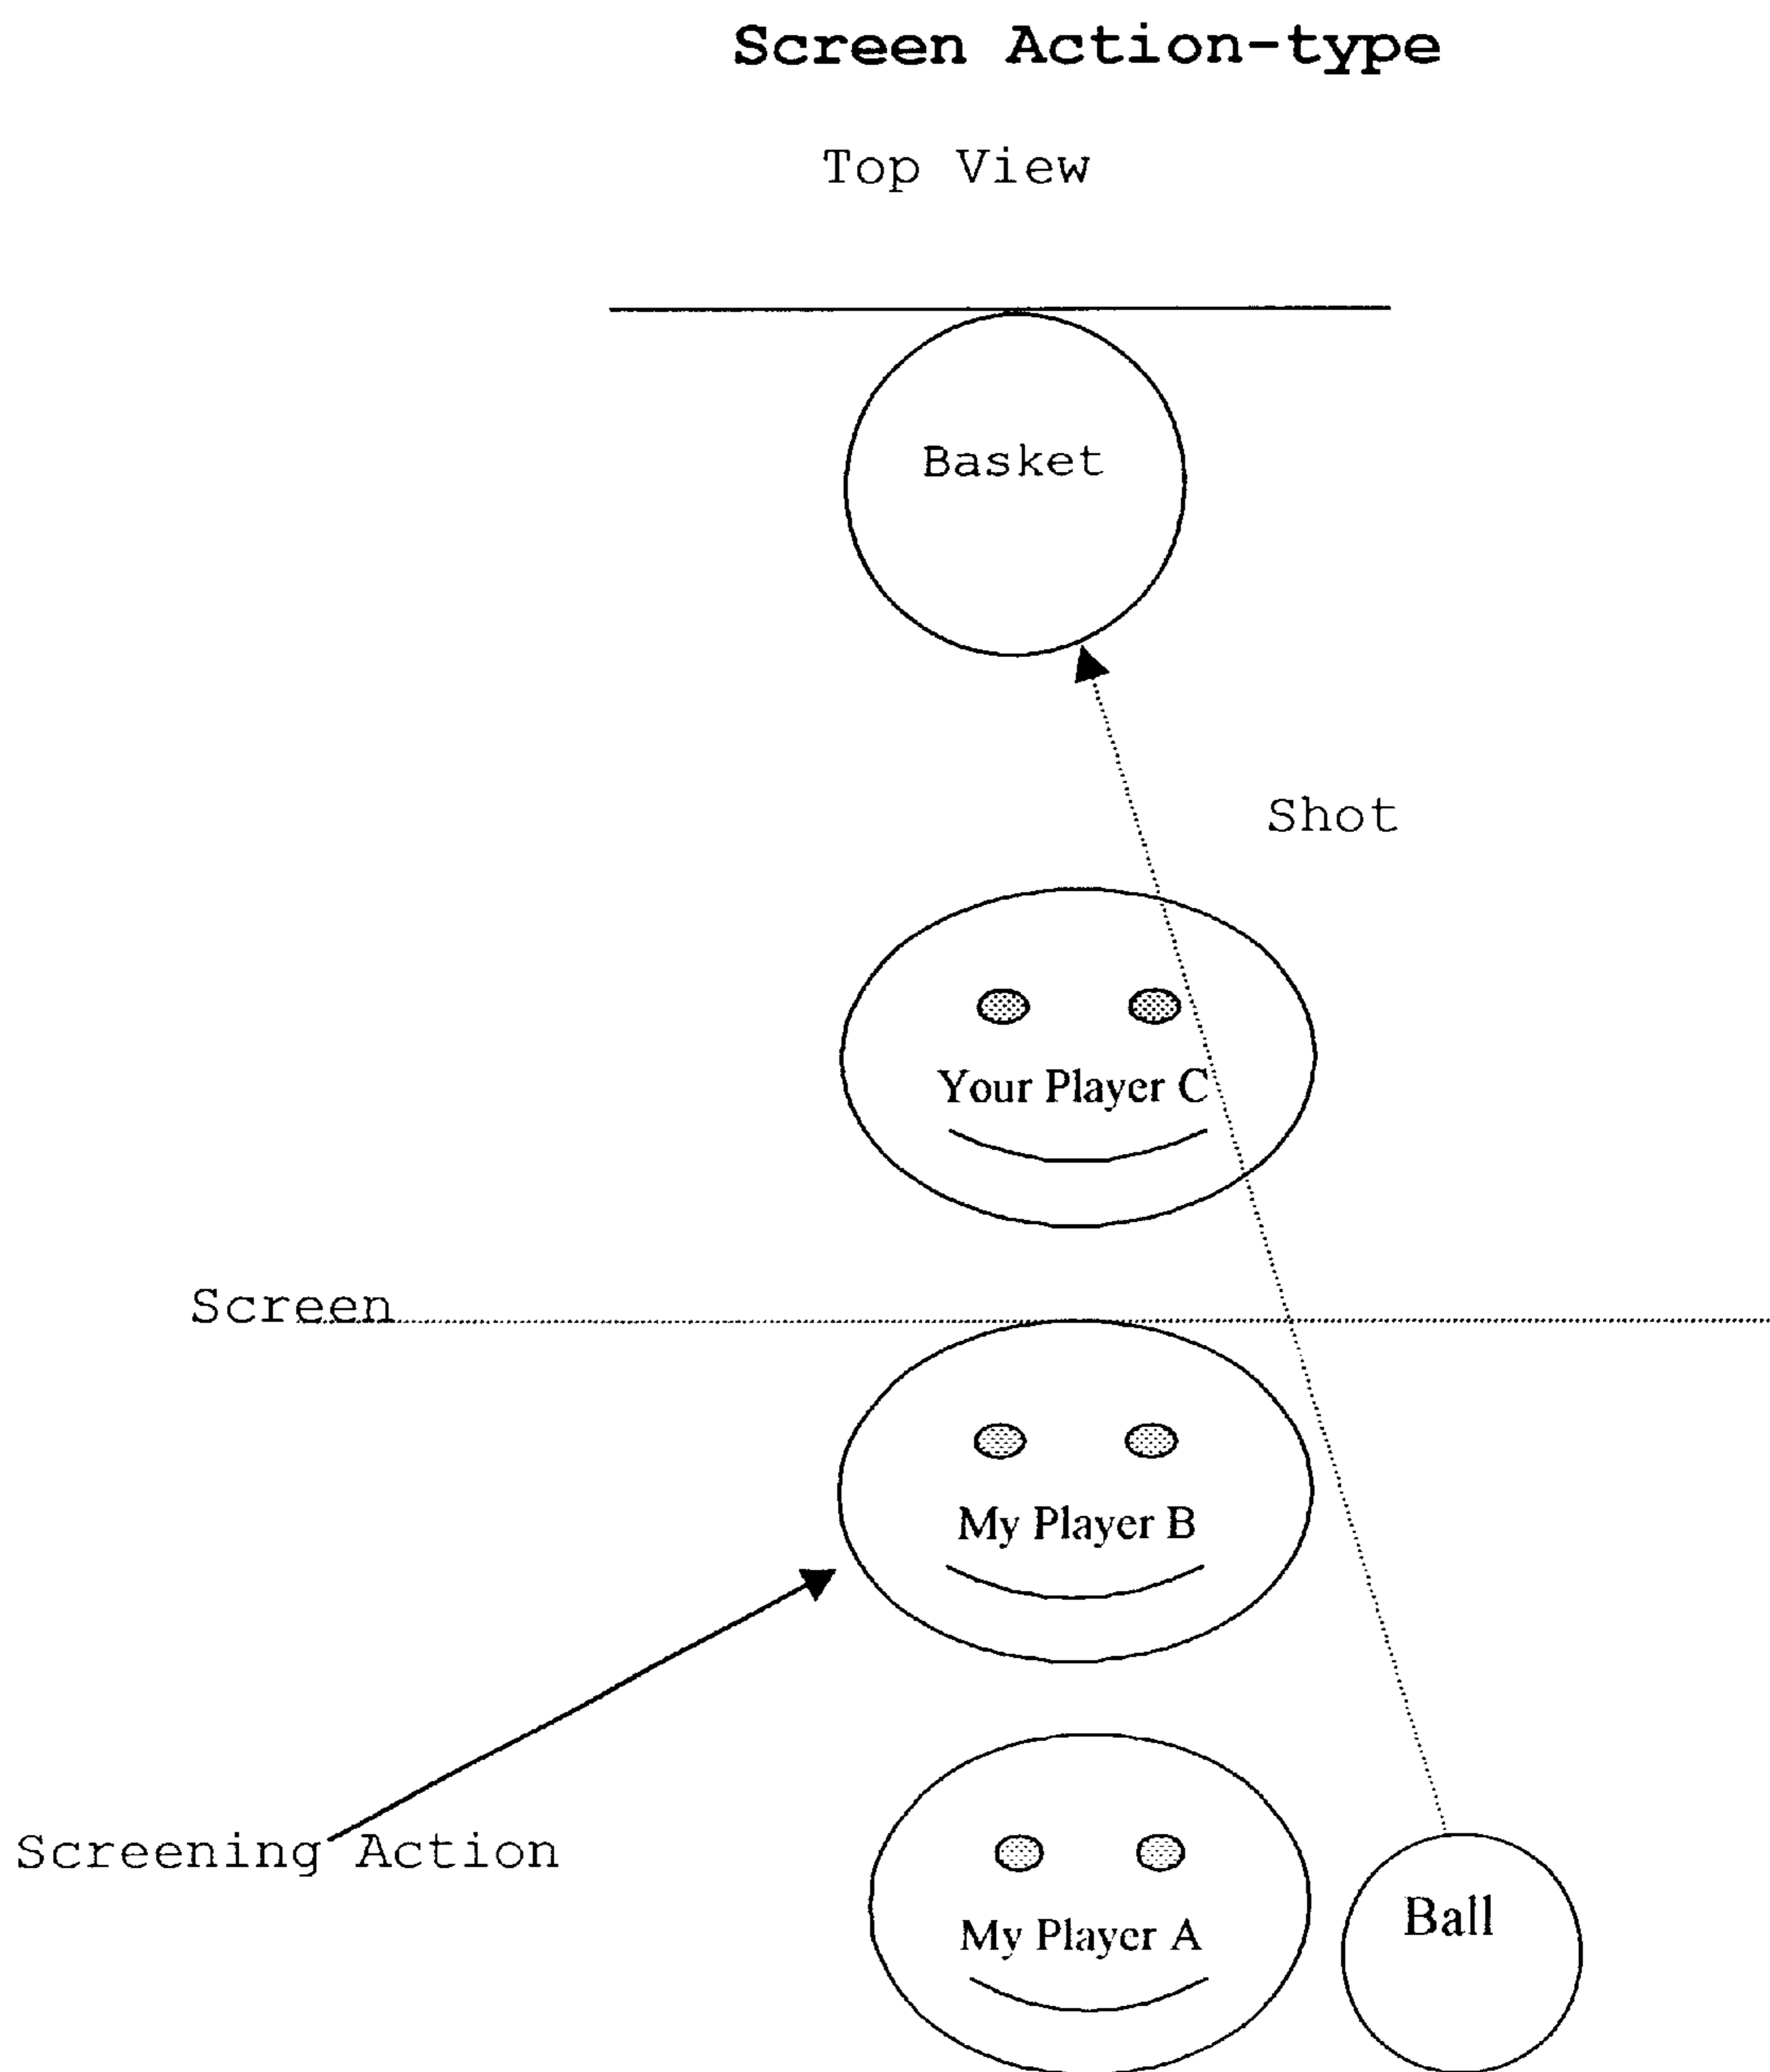 Screen Action-type
Top View
Basket
Shot
Your Player C
Screen
My Player B
Screening Action
My Player A
Ball